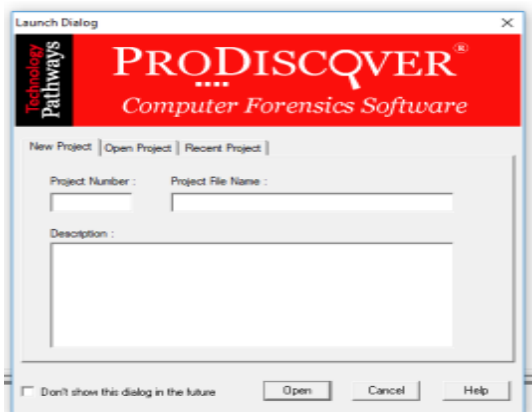 Launch Dialog
Technology
Pathways
PRODISCOVER®
Computer Forensics Software
New Project
Open Project
Recent Project
Project Number :
Project File Name :
Description :
Don't show this dialog in the future
Open
Cancel
Help